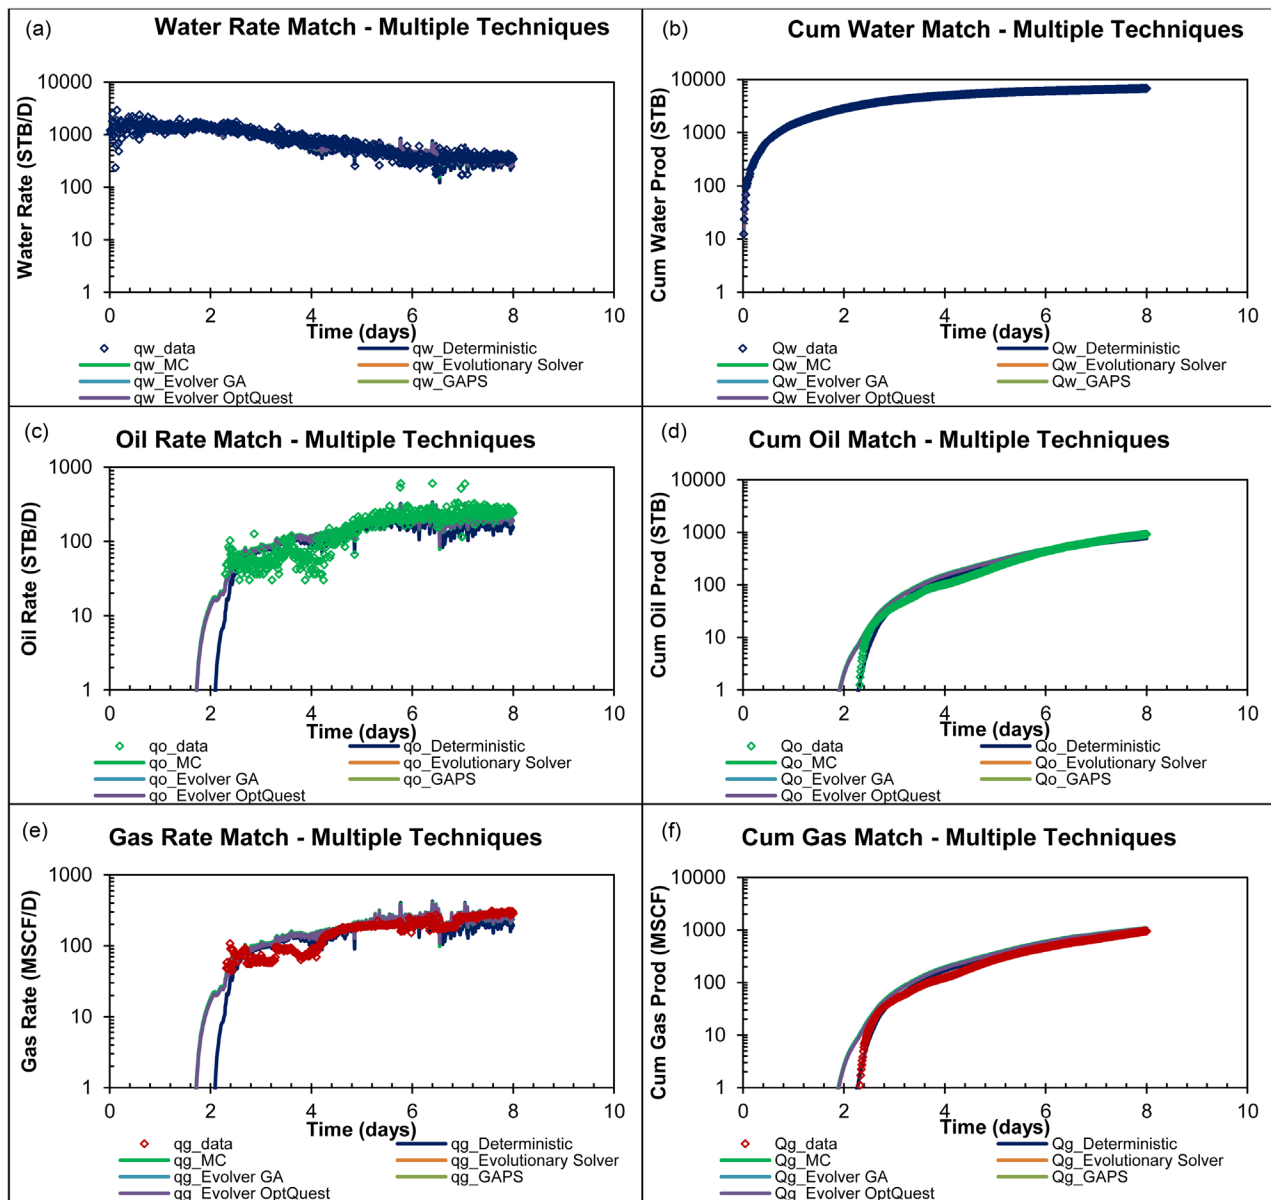 (a)
Water Rate Match - Multiple Techniques
10000
1000
100
10
1
Water Rate (STB/D)
0 2 4 6 8 10
Time (days)
qw_data
qw_Deterministic
qw_MC
qw_Evolutionary Solver
qw_Evolver GA
qw_GAPS
qw_Evolver OptQuest
(b)
Cum Water Match - Multiple Techniques
10000
1000
100
10
1
Cum Water Prod (STB)
0 2 4 6 8 10
Time (days)
Qw_data
Qw_Deterministic
Qw_MC
Qw_Evolutionary Solver
Qw_Evolver GA
Qw_GAPS
Qw_Evolver OptQuest
(c)
Oil Rate Match - Multiple Techniques
1000
100
10
1
Oil Rate (STB/D)
0 2 4 6 8 10
Time (days)
qo_data
qo_Deterministic
qo_MC
qo_Evolutionary Solver
qo_Evolver GA
qo_GAPS
qo_Evolver OptQuest
(d)
Cum Oil Match - Multiple Techniques
10000
1000
100
10
1
Cum Oil Prod (STB)
0 2 4 6 8 10
Time (days)
Qo_data
Qo_Deterministic
Qo_MC
Qo_Evolutionary Solver
Qo_Evolver GA
Qo_GAPS
Qo_Evolver OptQuest
(e)
Gas Rate Match - Multiple Techniques
1000
100
10
1
Gas Rate (MSCF/D)
0 2 4 6 8 10
Time (days)
qg_data
qg_Deterministic
qg_MC
qg_Evolutionary Solver
qg_Evolver GA
qg_GAPS
qg_Evolver OptQuest
(f)
Cum Gas Match - Multiple Techniques
10000
1000
100
10
1
Cum Gas Prod (MSCF)
0 2 4 6 8 10
Time (days)
Qg_data
Qg_Deterministic
Qg_MC
Qg_Evolutionary Solver
Qg_Evolver GA
Qg_GAPS
Qg_Evolver OptQuest